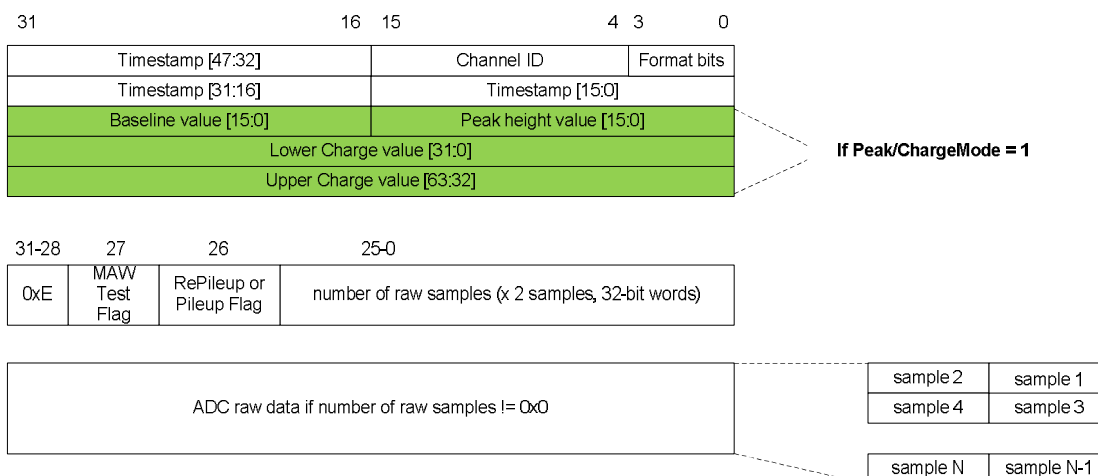 31 16 15 4 3 0
Timestamp [47:32] Channel ID Format bits
Timestamp [31:16] Timestamp [15:0]
Baseline value [15:0] Peak height value [15:0]
Lower Charge value [31:0]
If Peak/ChargeMode = 1
Upper Charge value [63:32]
31-28 27 26 25-0
0xE
MAW
Test
Flag
RePileup or
Pileup Flag
number of raw samples (x 2 samples, 32-bit words)
ADC raw data if number of raw samples != 0x0
sample 2 sample 1
sample 4 sample 3
sample N sample N-1